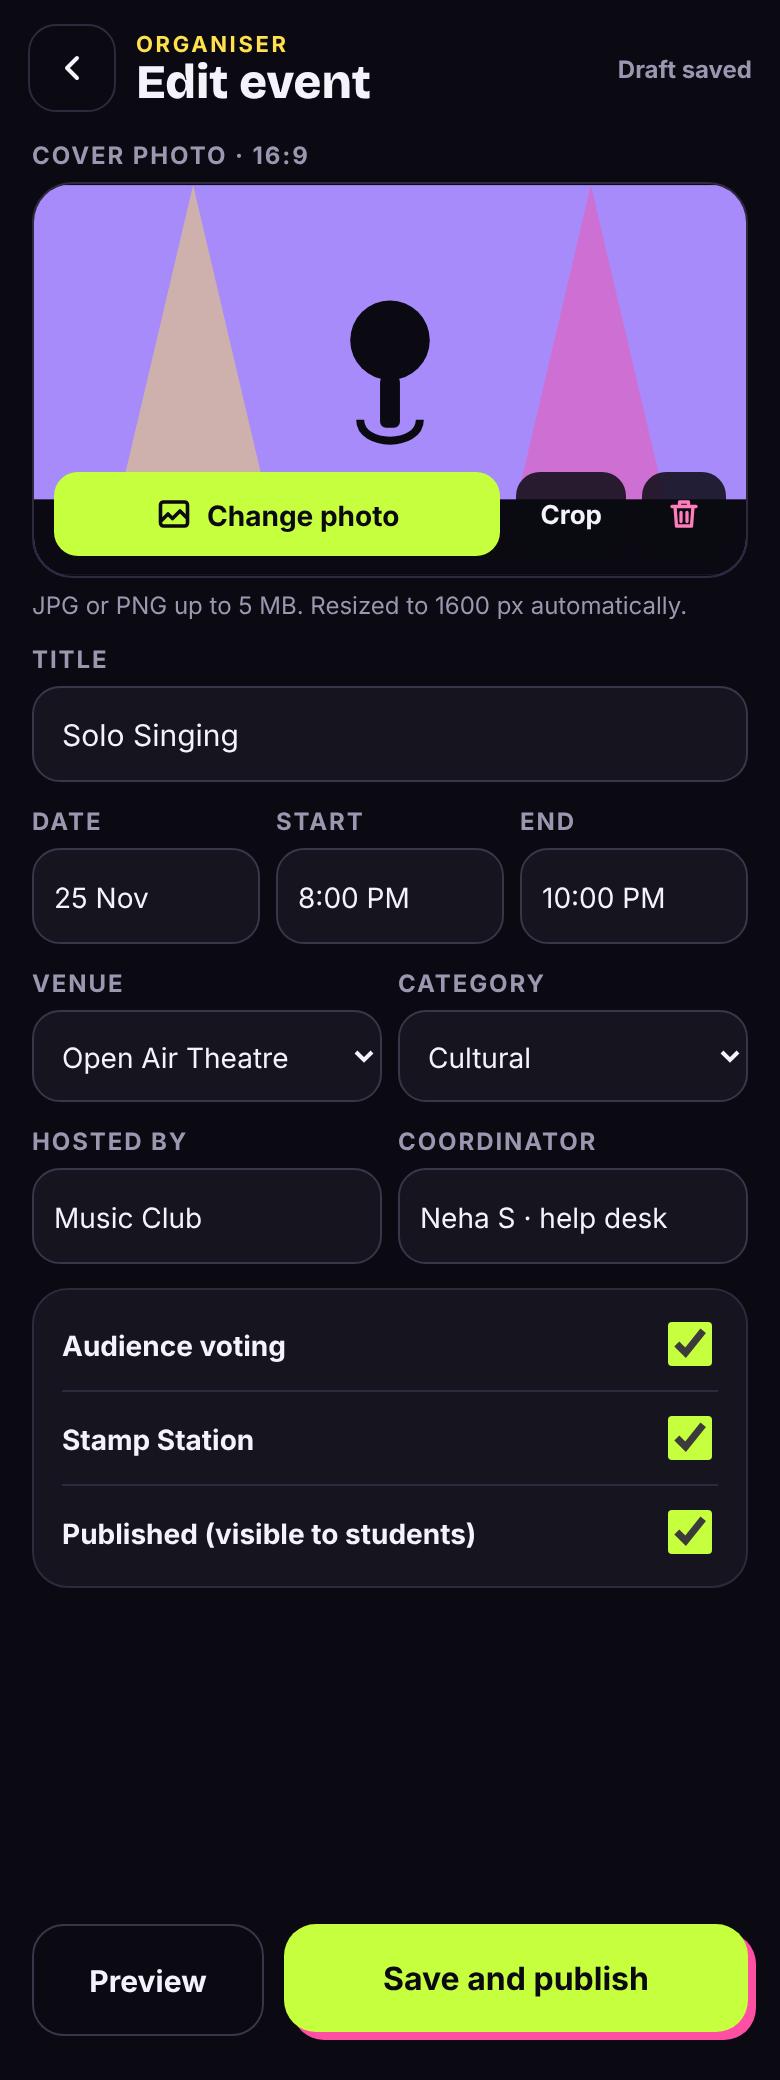 ORGANISER
Edit event
Draft saved
COVER PHOTO · 16:9
Change photo
Crop
JPG or PNG up to 5 MB. Resized to 1600 px automatically.
TITLE
Solo Singing
DATE
START
END
25 Nov
8:00 PM
10:00 PM
VENUE
CATEGORY
Open Air Theatre
Cultural
HOSTED BY
COORDINATOR
Music Club
Neha S · help desk
Audience voting
Stamp Station
Published (visible to students)
Preview
Save and publish